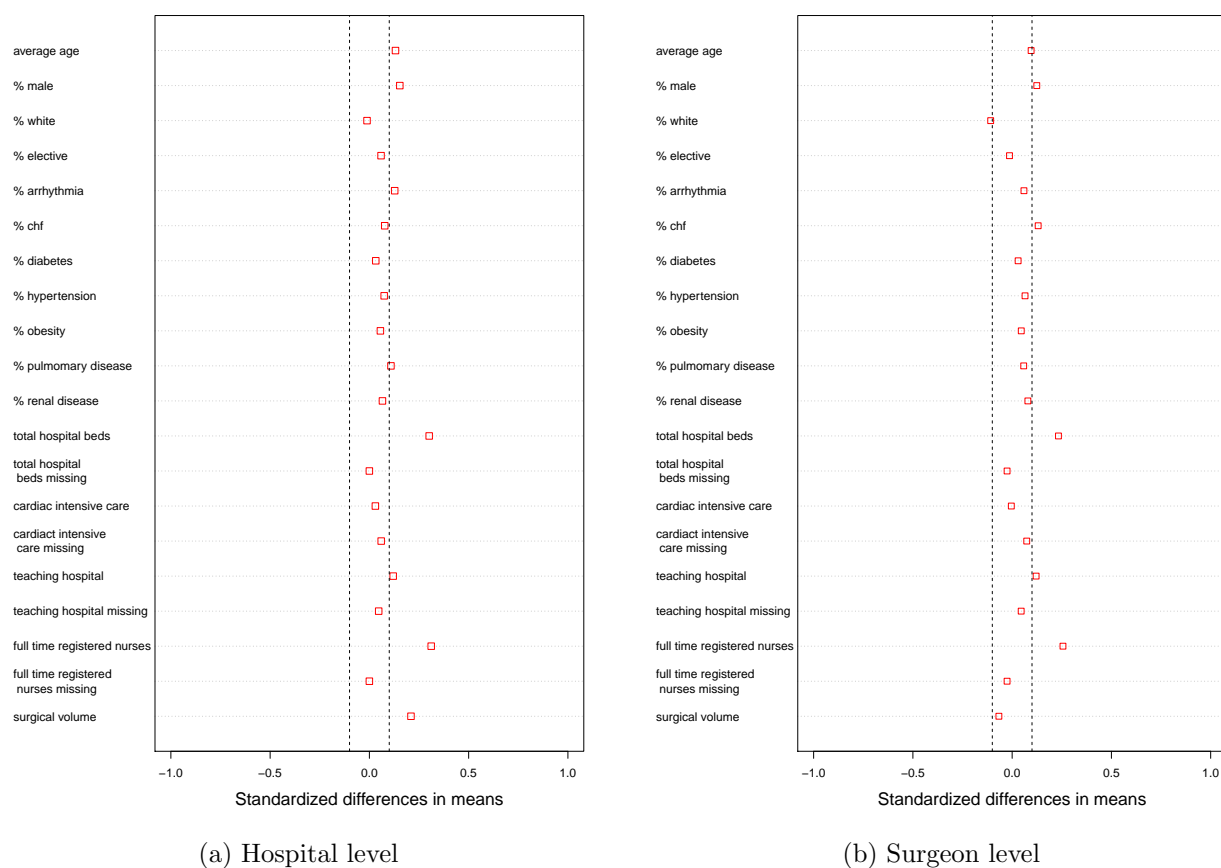 average age
% male
% white
% elective
% arrhythmia
% chf
% diabetes
% hypertension
% obesity
% pulmomary disease
% renal disease
total hospital beds
total hospital
beds missing
cardiac intensive care
cardiact intensive
care missing
teaching hospital
teaching hospital missing
full time registered nurses
full time registered
nurses missing
surgical volume
−1.0 −0.5 0.0 0.5 1.0
Standardized differences in means
(a) Hospital level
average age
% male
% white
% elective
% arrhythmia
% chf
% diabetes
% hypertension
% obesity
% pulmomary disease
% renal disease
total hospital beds
total hospital
beds missing
cardiac intensive care
cardiact intensive
care missing
teaching hospital
teaching hospital missing
full time registered nurses
full time registered
nurses missing
surgical volume
−1.0 −0.5 0.0 0.5 1.0
Standardized differences in means
(b) Surgeon level